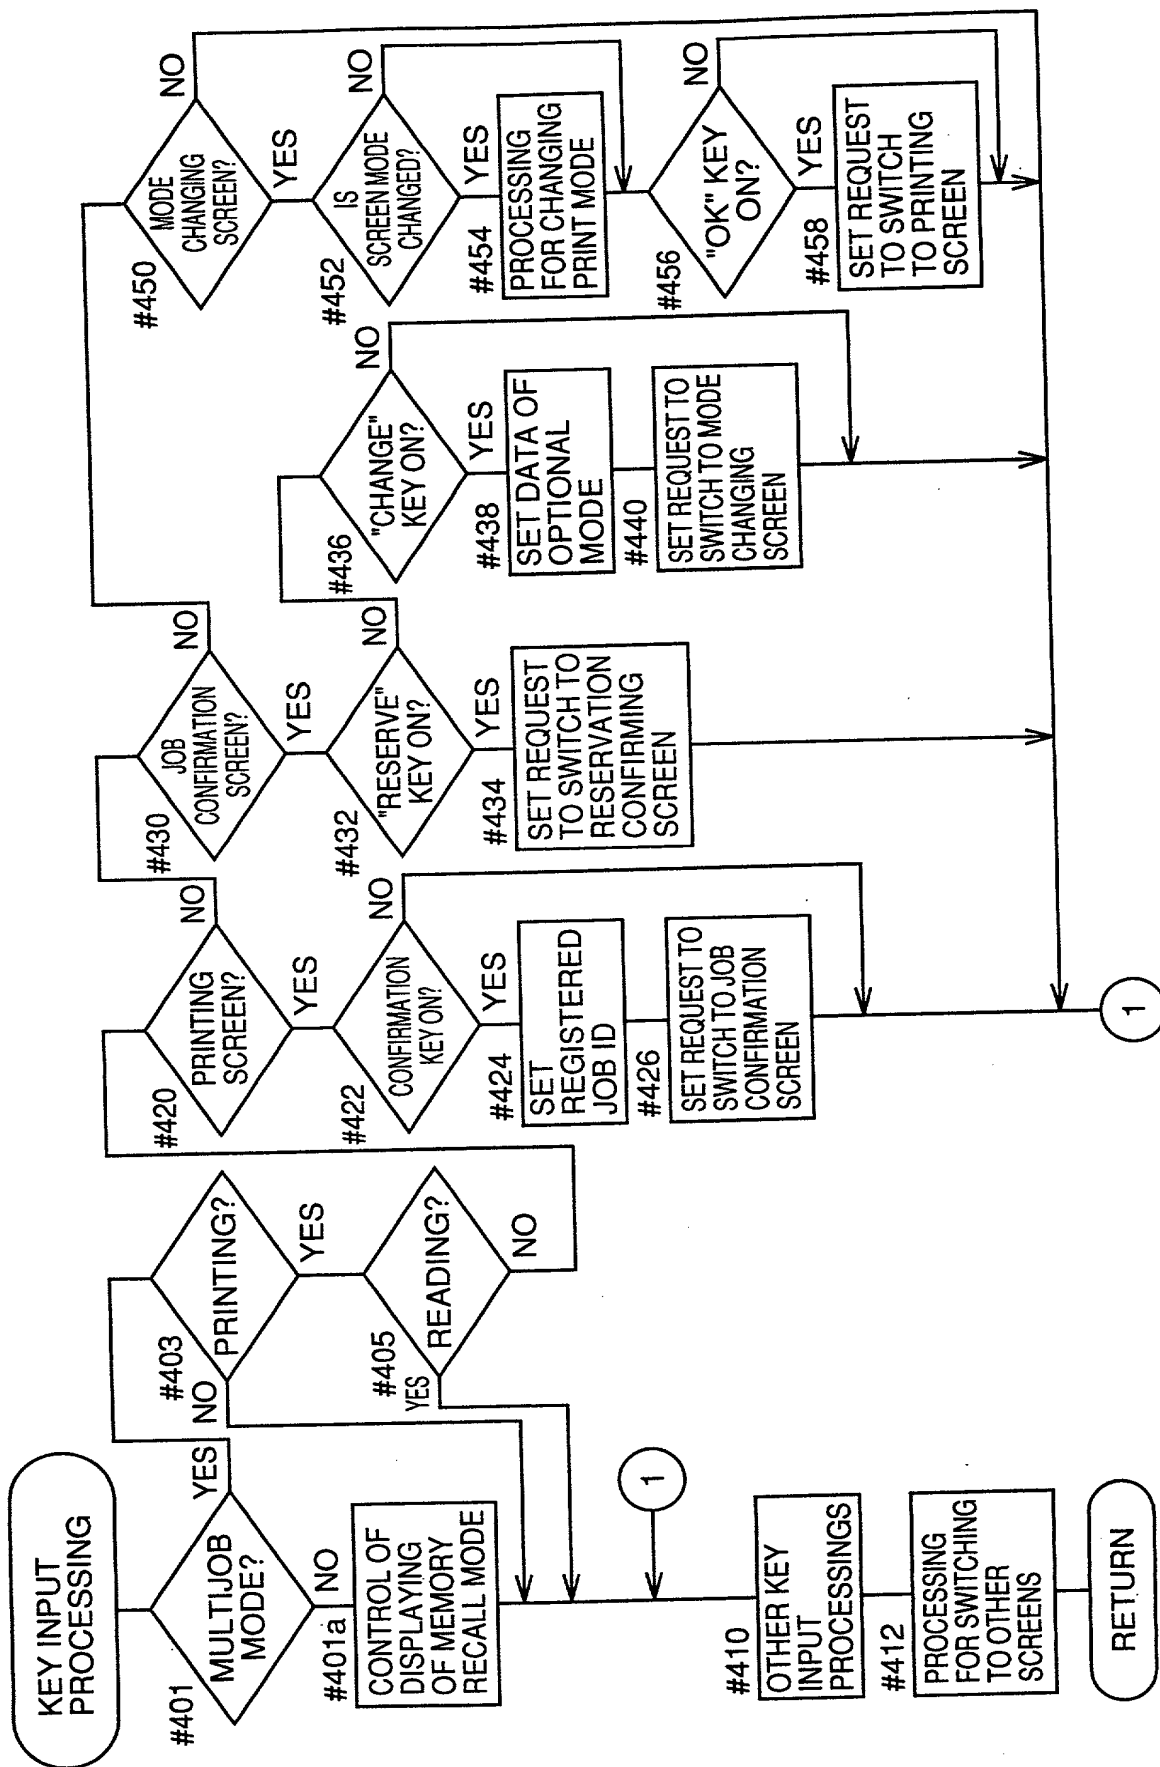 KEY INPUT
PROCESSING
#401
MULTIJOB
MODE?
YES
NO
#401a
CONTROL OF
DISPLAYING
OF MEMORY
RECALL MODE
#403
PRINTING?
NO
YES
#405
READING?
YES
NO
1
#410
OTHER KEY
INPUT
PROCESSINGS
#412
PROCESSING
FOR SWITCHING
TO OTHER
SCREENS
RETURN
#420
PRINTING
SCREEN?
NO
YES
#422
CONFIRMATION
KEY ON?
NO
YES
#424
SET
REGISTERED
JOB ID
#426
SET REQUEST TO
SWITCH TO JOB
CONFIRMATION
SCREEN
1
#430
JOB
CONFIRMATION
SCREEN?
NO
YES
#432
"RESERVE"
KEY ON?
NO
YES
#434
SET REQUEST
TO SWITCH TO
RESERVATION
CONFIRMING
SCREEN
#436
"CHANGE"
KEY ON?
NO
YES
#438
SET DATA OF
OPTIONAL
MODE
#440
SET REQUEST TO
SWITCH TO MODE
CHANGING
SCREEN
#450
MODE
CHANGING
SCREEN?
NO
YES
#452
IS
SCREEN MODE
CHANGED?
NO
YES
#454
PROCESSING
FOR CHANGING
PRINT MODE
#456
"OK" KEY
ON?
NO
YES
#458
SET REQUEST
TO SWITCH
TO PRINTING
SCREEN